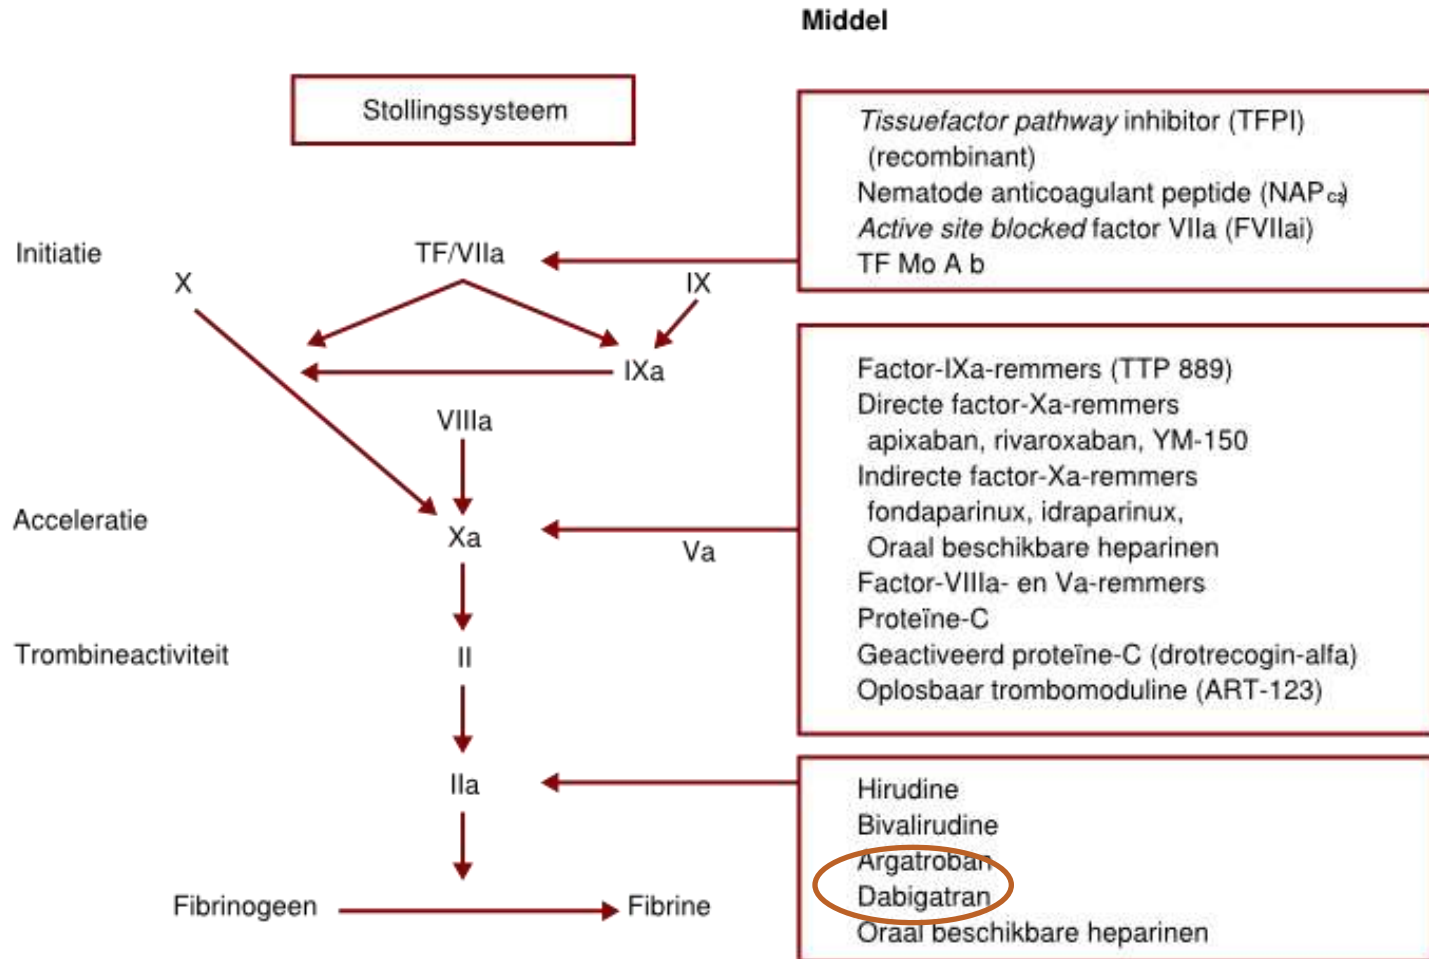 Middel
Stollingssysteem
Tissuefactor pathway inhibitor (TFPI)
(recombinant)
Nematode anticoagulant peptide (NAPc2)
Active site blocked factor VIIa (FVIIai)
TF Mo A b
Initiatie
TF/VIIa
X
IX
IXa
VIIIa
Factor-IXa-remmers (TTP 889)
Directe factor-Xa-remmers
apixaban, rivaroxaban, YM-150
Indirecte factor-Xa-remmers
fondaparinux, idraparinux,
Oraal beschikbare heparinen
Factor-VIIIa- en Va-remmers
Proteïne-C
Geactiveerd proteïne-C (drotrecogin-alfa)
Oplosbaar trombomoduline (ART-123)
Acceleratie
Xa
Va
Trombineactiviteit
II
IIa
Hirudine
Bivalirudine
Argatroban
Dabigatran
Oraal beschikbare heparinen
Fibrinogeen
Fibrine